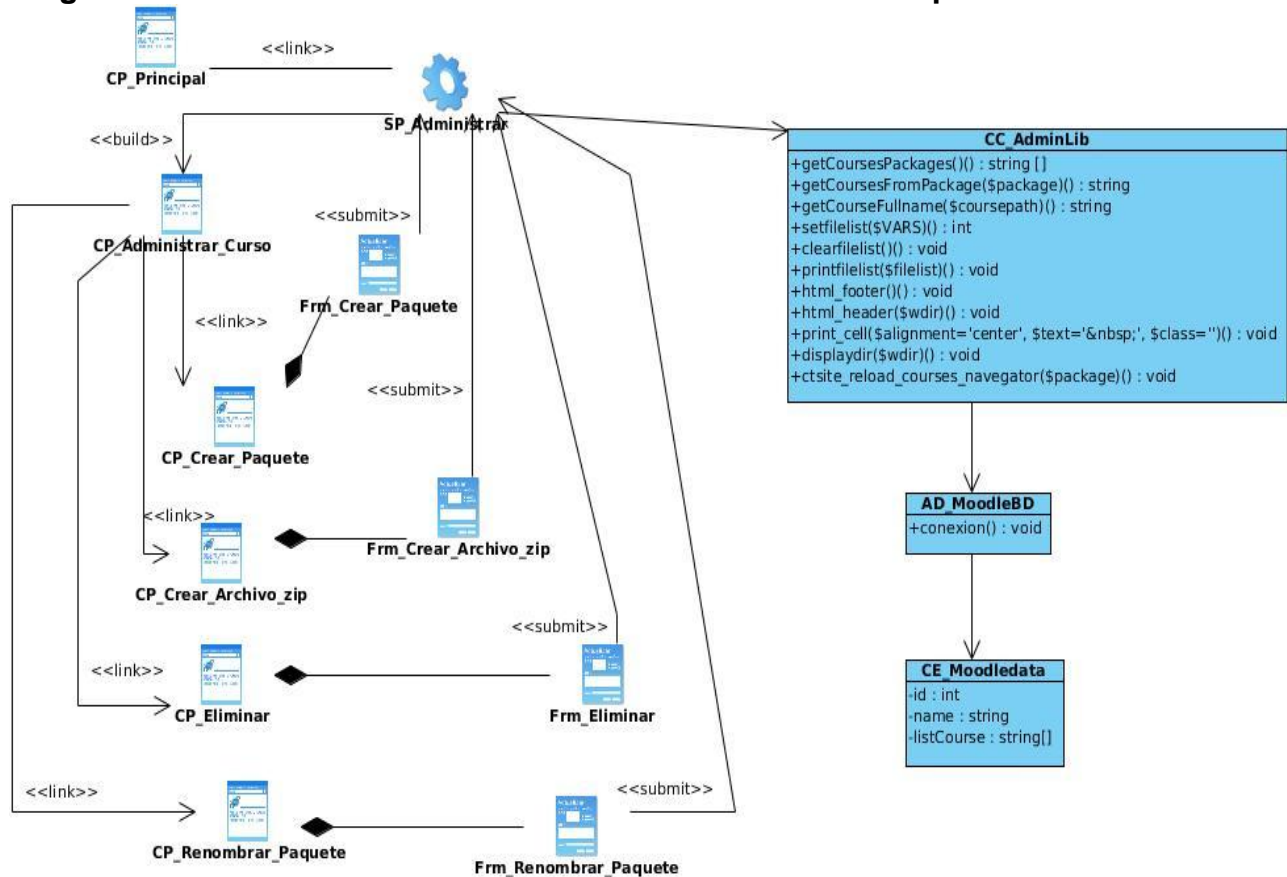 <<link>>
CP_Principal
SP_Administrar
<<build>>
CC_AdminLib
+getCoursesPackages()() : string [ ]
+getCoursesFromPackage($package)() : string
+getCourseFullname($coursepath)() : string
+setfilelist($VARS)() : int
+clearfilelist()() : void
+printfilelist($filelist)() : void
+html_footer()() : void
+html_header($wdir)() : void
+print_cell($alignment='center', $text='&nbsp;', $class='')() : void
+displaydir($wdir)() : void
+ctsite_reload_courses_navegator($package)() : void
<<submit>>
CP_Administrar_Curso
Frm_Crear_Paquete
<<link>>
<<submit>>
CP_Crear_Paquete
<<link>>
Frm_Crear_Archivo_zip
CP_Crear_Archivo_zip
AD_MoodleBD
+conexion() : void
<<submit>>
<<link>>
CP_Eliminar
Frm_Eliminar
CE_Moodledata
-id : int
-name : string
-listCourse : string[]
<<link>>
<<submit>>
CP_Renombrar_Paquete
Frm_Renombrar_Paquete